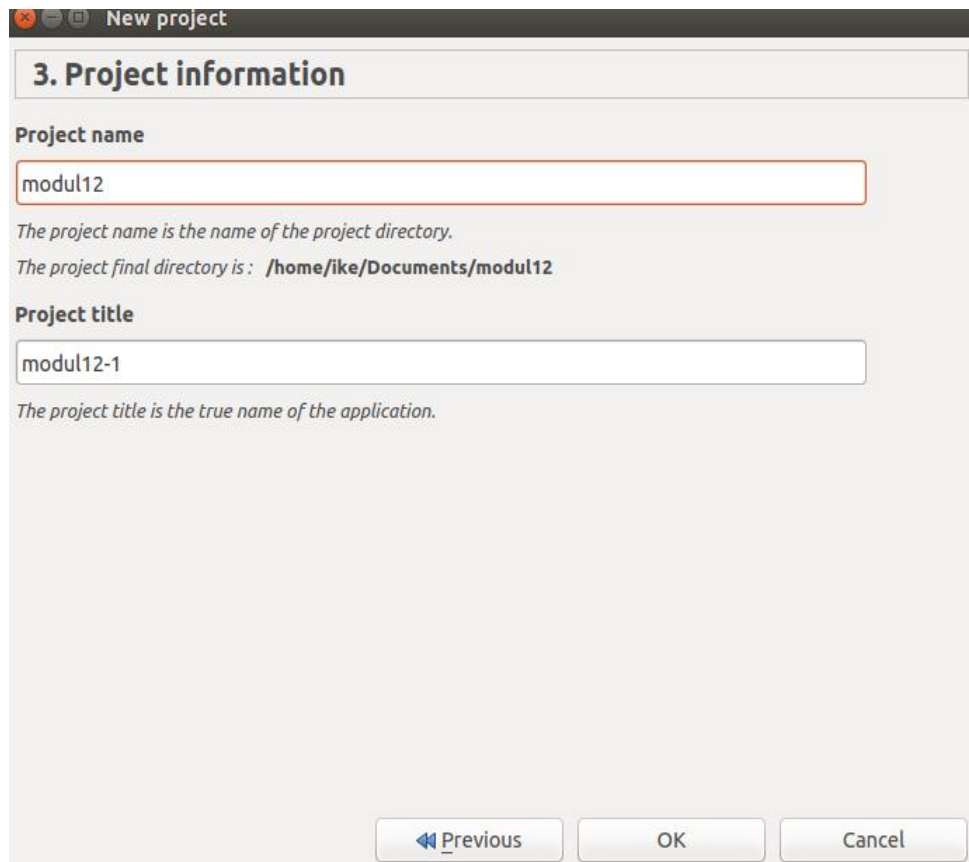 New project
3. Project information
Project name
modul12
The project name is the name of the project directory.
The project final directory is : /home/ike/Documents/modul12
Project title
modul12-1
The project title is the true name of the application.
Previous OK Cancel